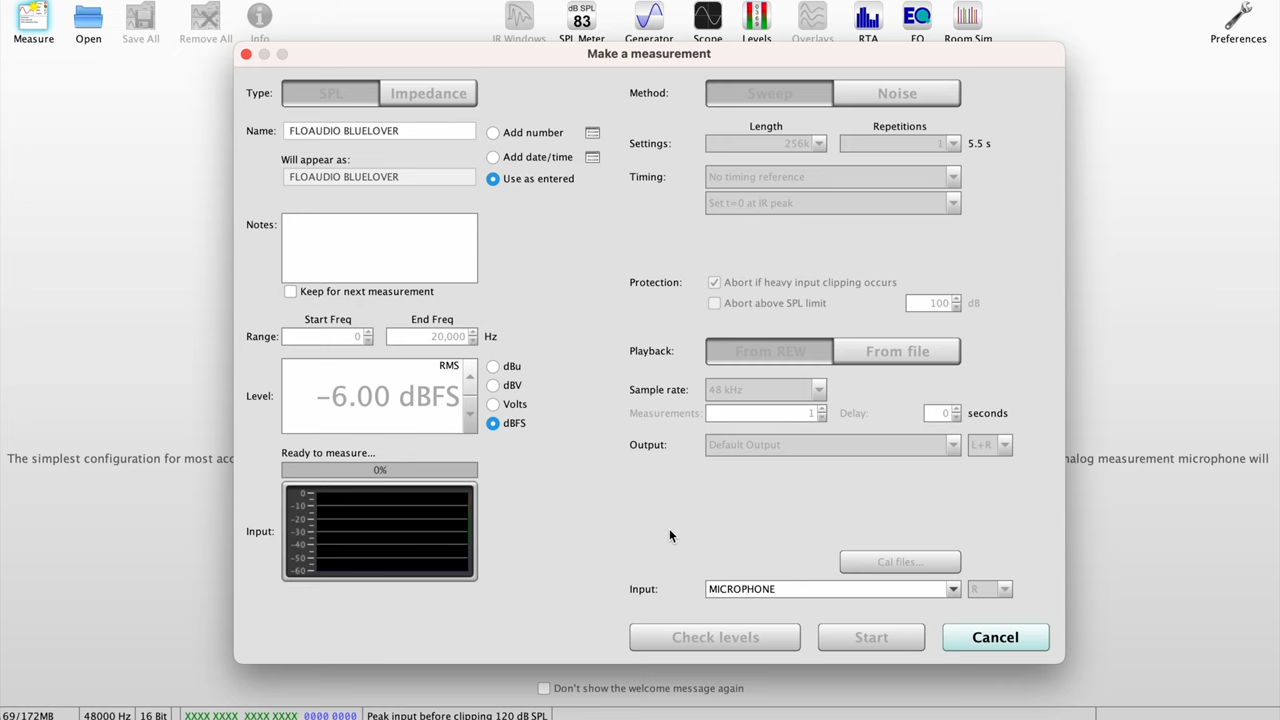 Measure Open Save All Remove All Info IR Windows dB SPL 83 SPL Meter Generator Scope 0369 Levels Overlays RTA EQ EQ Room Sim Preferences
Make a measurement
Type: SPL Impedance
Method: Sweep Noise
Name: FLOAUDIO BLUELOVER Add number
Length Repetitions
Settings: 256k 1 5.5 s
Add date/time
Will appear as:
FLOAUDIO BLUELOVER Use as entered
Timing: No timing reference
Set t=0 at IR peak
Notes:
Keep for next measurement
Protection: Abort if heavy input clipping occurs
Abort above SPL limit 100 dB
Start Freq End Freq
Range: 0 20,000 Hz
Playback: From REW From file
RMS
Level: -6.00 dBFS
dBu
dBV
Volts
dBFS
Sample rate: 48 kHz
Measurements: 1 Delay: 0 seconds
Output: Default Output L+R
The simplest configuration for most
nalog measurement microphone will
Ready to measure...
0%
Input:
0
-10
-20
-30
-40
-50
-60
Cal files...
Input: MICROPHONE R
Check levels Start Cancel
Don't show the welcome message again
69/172MB 48000 Hz 16 Bit XXXX XXXX XXXX XXXX 0000 0000 Peak input before clipping 120 dB SPL